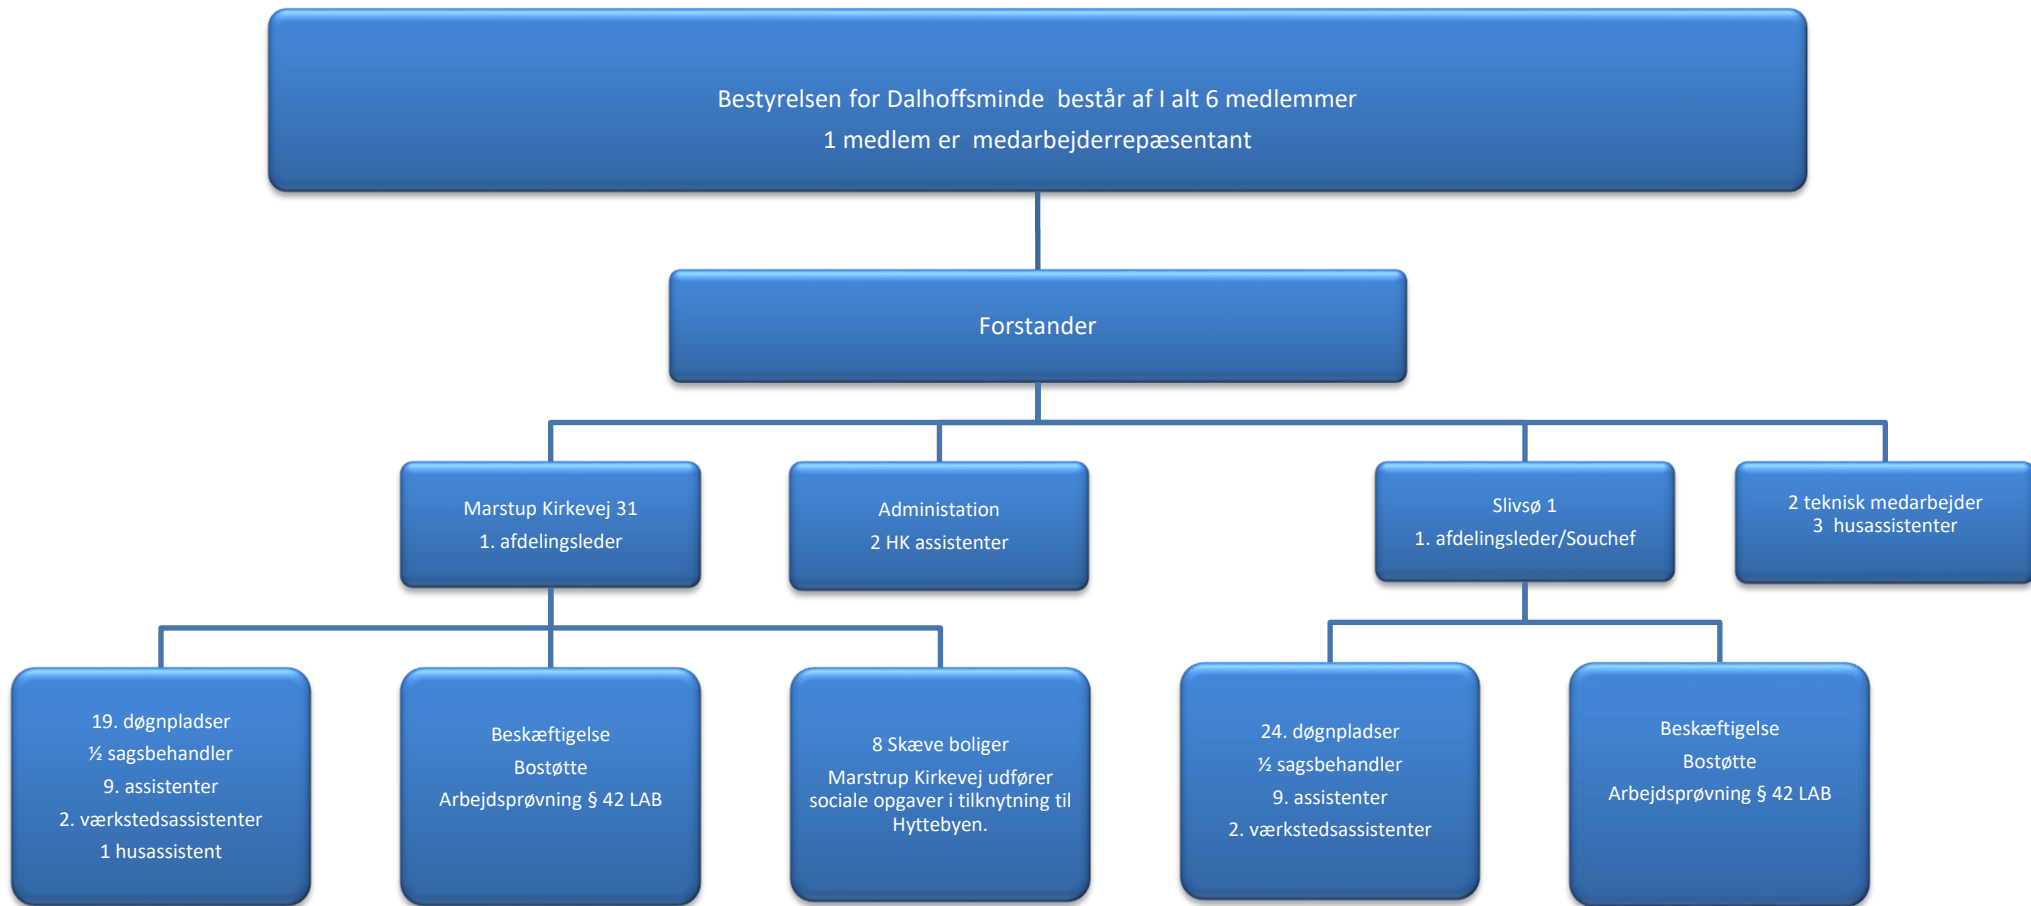 Bestyrelsen for Dalhoffsminde  består af I alt 6 medlemmer
1 medlem er  medarbejderrepæsentant
Forstander
Marstup Kirkevej 31
1. afdelingsleder
Administation
2 HK assistenter
Slivsø 1
1. afdelingsleder/Souchef
2 teknisk medarbejder
3  husassistenter
19. døgnpladser
½ sagsbehandler
9. assistenter
2. værkstedsassistenter
1 husassistent
Beskæftigelse
Bostøtte
Arbejdsprøvning § 42 LAB
8 Skæve boliger
Marstrup Kirkevej udfører
sociale opgaver i tilknytning til
Hyttebyen.
24. døgnpladser
½ sagsbehandler
9. assistenter
2. værkstedsassistenter
Beskæftigelse
Bostøtte
Arbejdsprøvning § 42 LAB